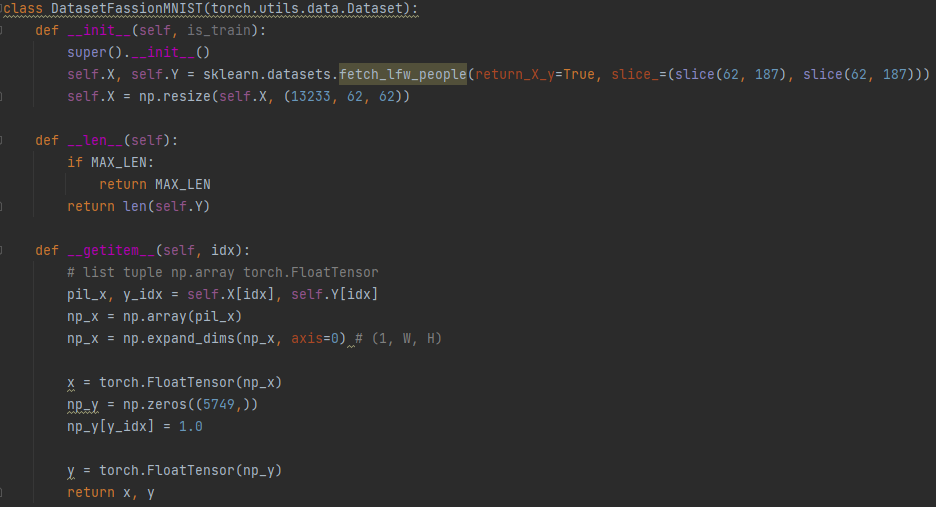 class DatasetFassionMNIST(torch.utils.data.Dataset):
    def __init__(self, is_train):
        super().__init__()
        self.X, self.Y = sklearn.datasets.fetch_lfw_people(return_X_y=True, slice_=(slice(62, 187), slice(62, 187)))
        self.X = np.resize(self.X, (13233, 62, 62))

    def __len__(self):
        if MAX_LEN:
            return MAX_LEN
        return len(self.Y)

    def __getitem__(self, idx):
        # list tuple np.array torch.FloatTensor
        pil_x, y_idx = self.X[idx], self.Y[idx]
        np_x = np.array(pil_x)
        np_x = np.expand_dims(np_x, axis=0) # (1, W, H)

        x = torch.FloatTensor(np_x)
        np_y = np.zeros((5749,))
        np_y[y_idx] = 1.0

        y = torch.FloatTensor(np_y)
        return x, y